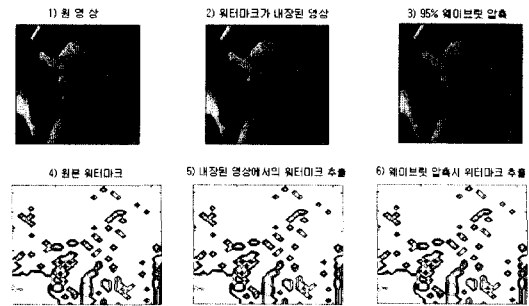 1) 원 영 상
2) 워터마크가 내장된 영상
3) 95% 웨이브릿 압축
4) 원본 워터마크
5) 내장된 영상에서의 워터마크 추출
6) 웨이브릿 압축시 워터마크 추출